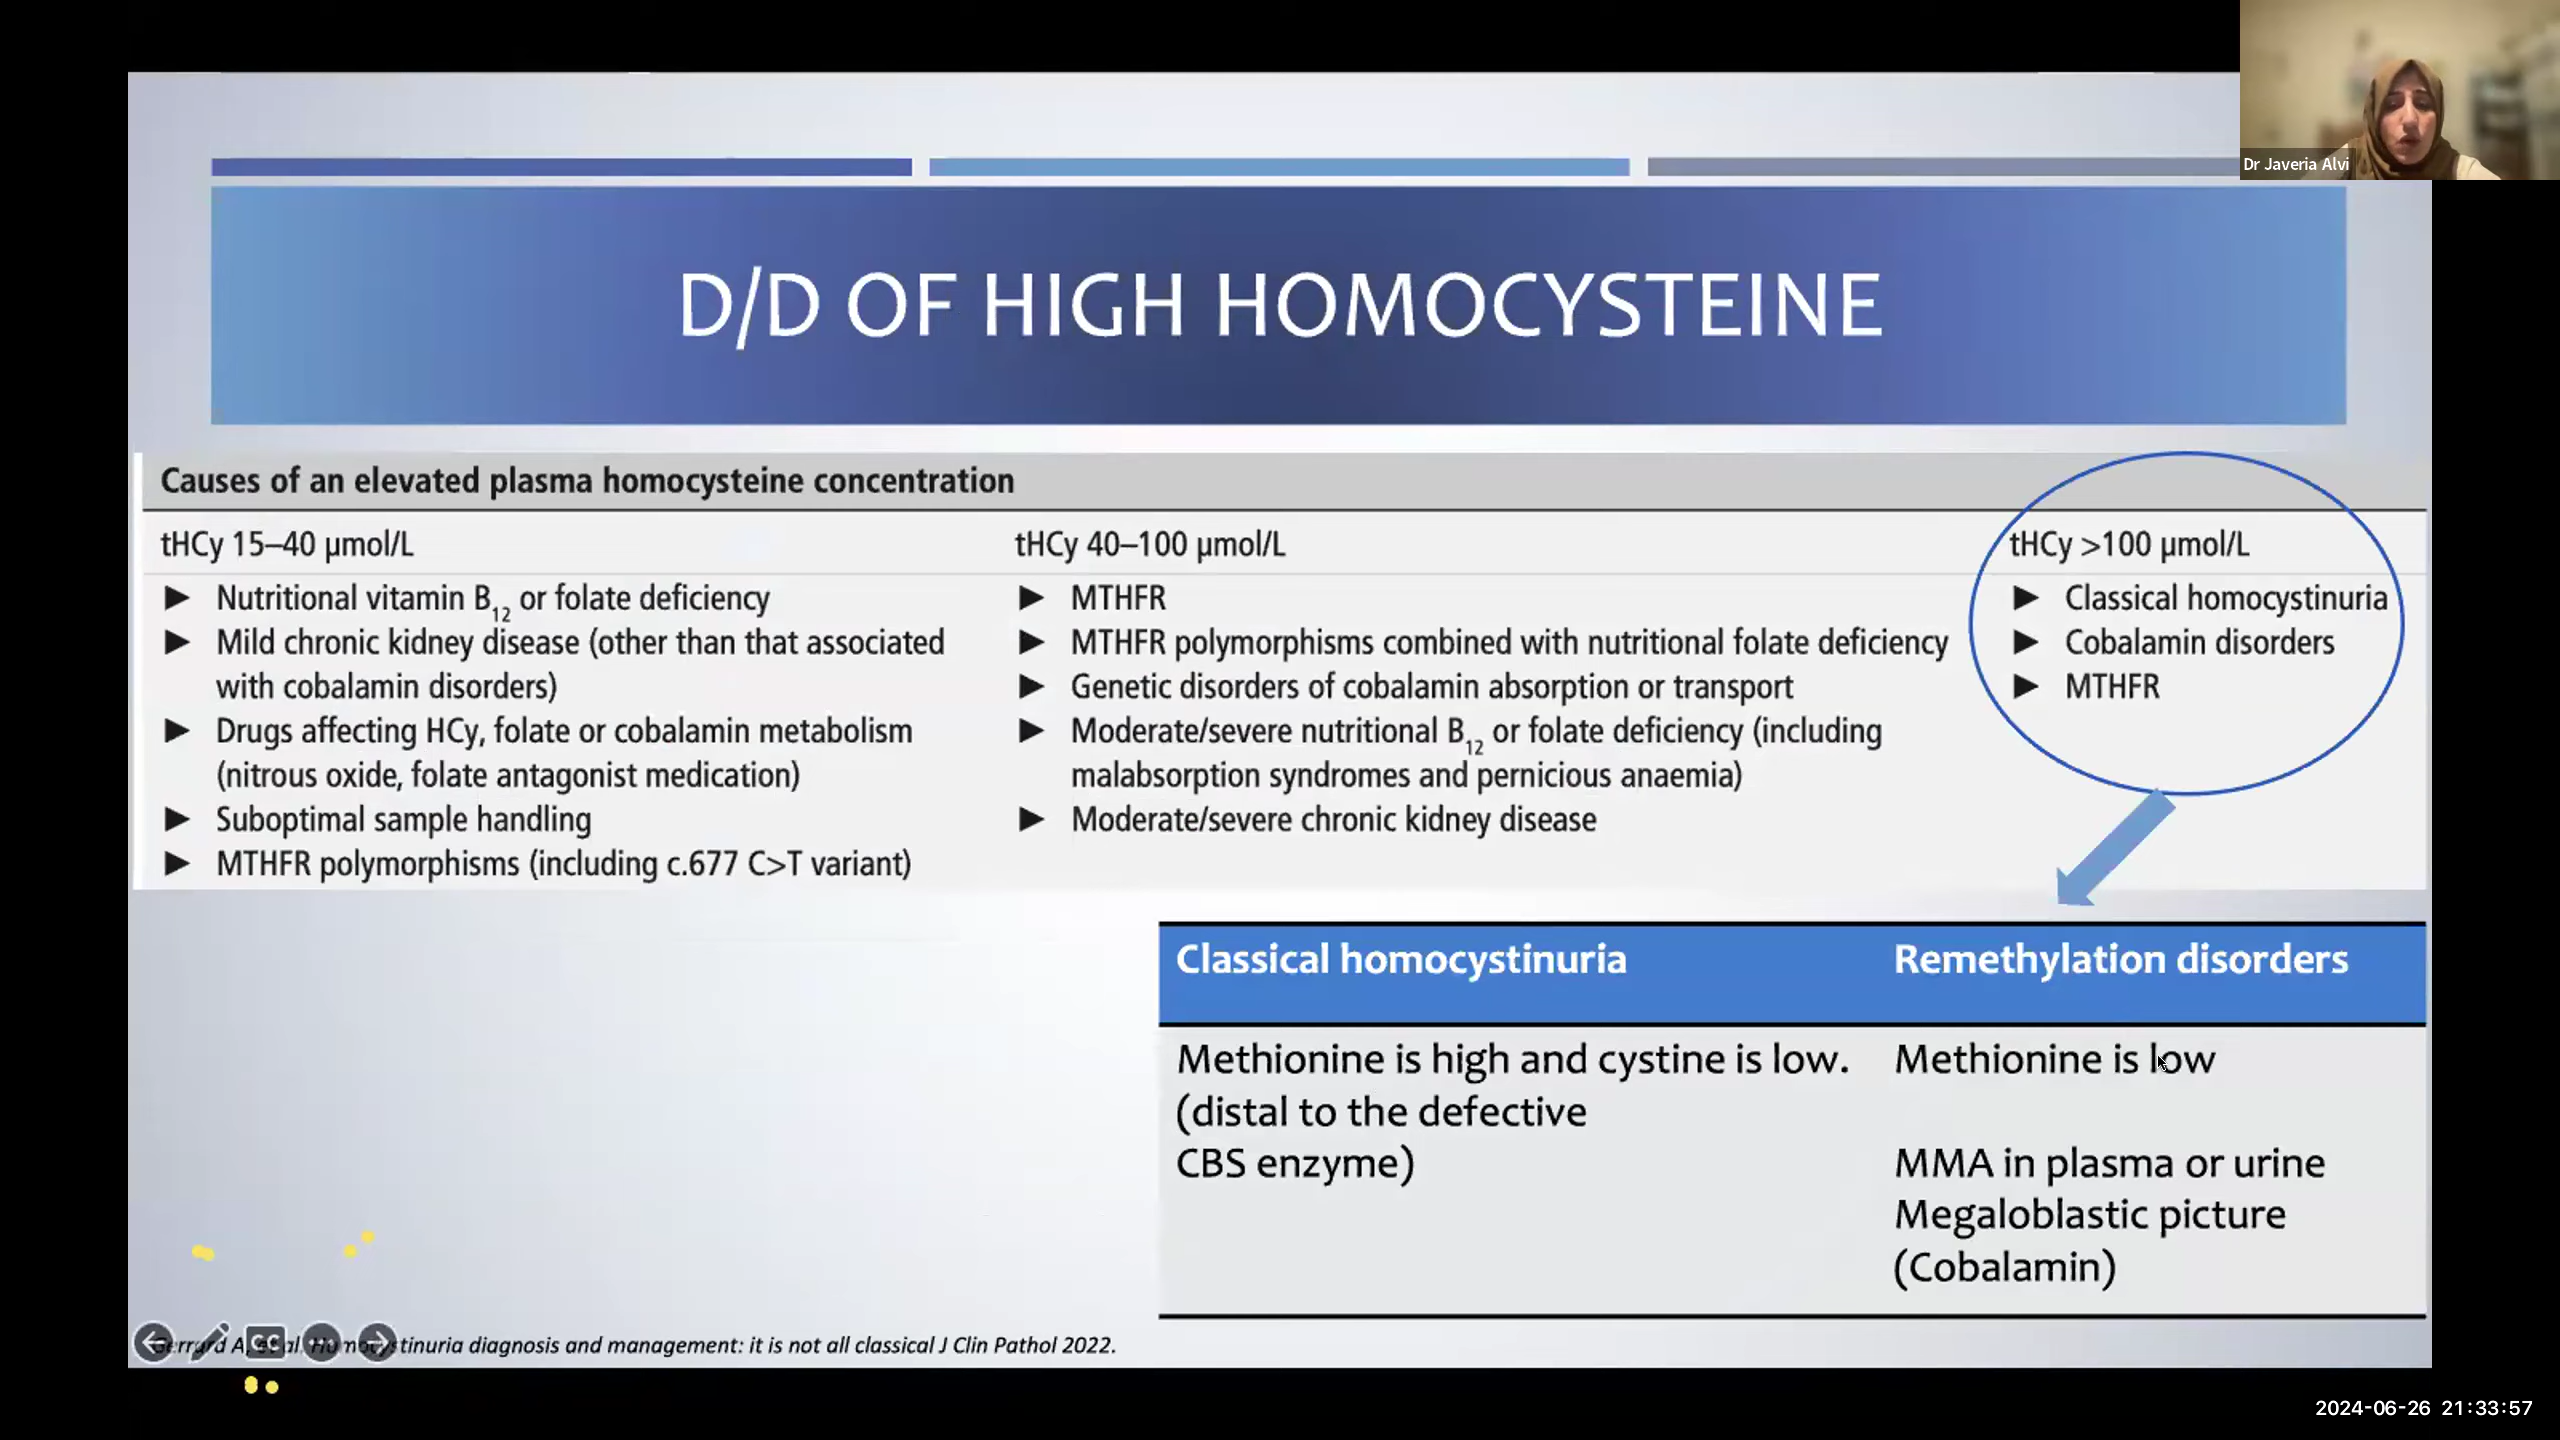 Dr Javeria Alvi
D/D OF HIGH HOMOCYSTEINE
Causes of an elevated plasma homocysteine concentration
tHCy 15–40 µmol/L
► Nutritional vitamin B12 or folate deficiency
► Mild chronic kidney disease (other than that associated
with cobalamin disorders)
► Drugs affecting HCy, folate or cobalamin metabolism
(nitrous oxide, folate antagonist medication)
► Suboptimal sample handling
► MTHFR polymorphisms (including c.677 C>T variant)
tHCy 40–100 µmol/L
► MTHFR
► MTHFR polymorphisms combined with nutritional folate deficiency
► Genetic disorders of cobalamin absorption or transport
► Moderate/severe nutritional B12 or folate deficiency (including
malabsorption syndromes and pernicious anaemia)
► Moderate/severe chronic kidney disease
tHCy >100 µmol/L
► Classical homocystinuria
► Cobalamin disorders
► MTHFR
Classical homocystinuria
Methionine is high and cystine is low.
(distal to the defective
CBS enzyme)
Remethylation disorders
Methionine is low
MMA in plasma or urine
Megaloblastic picture
(Cobalamin)
CC
al. Homocystinuria diagnosis and management: it is not all classical J Clin Pathol 2022.
2024-06-26 21:33:57